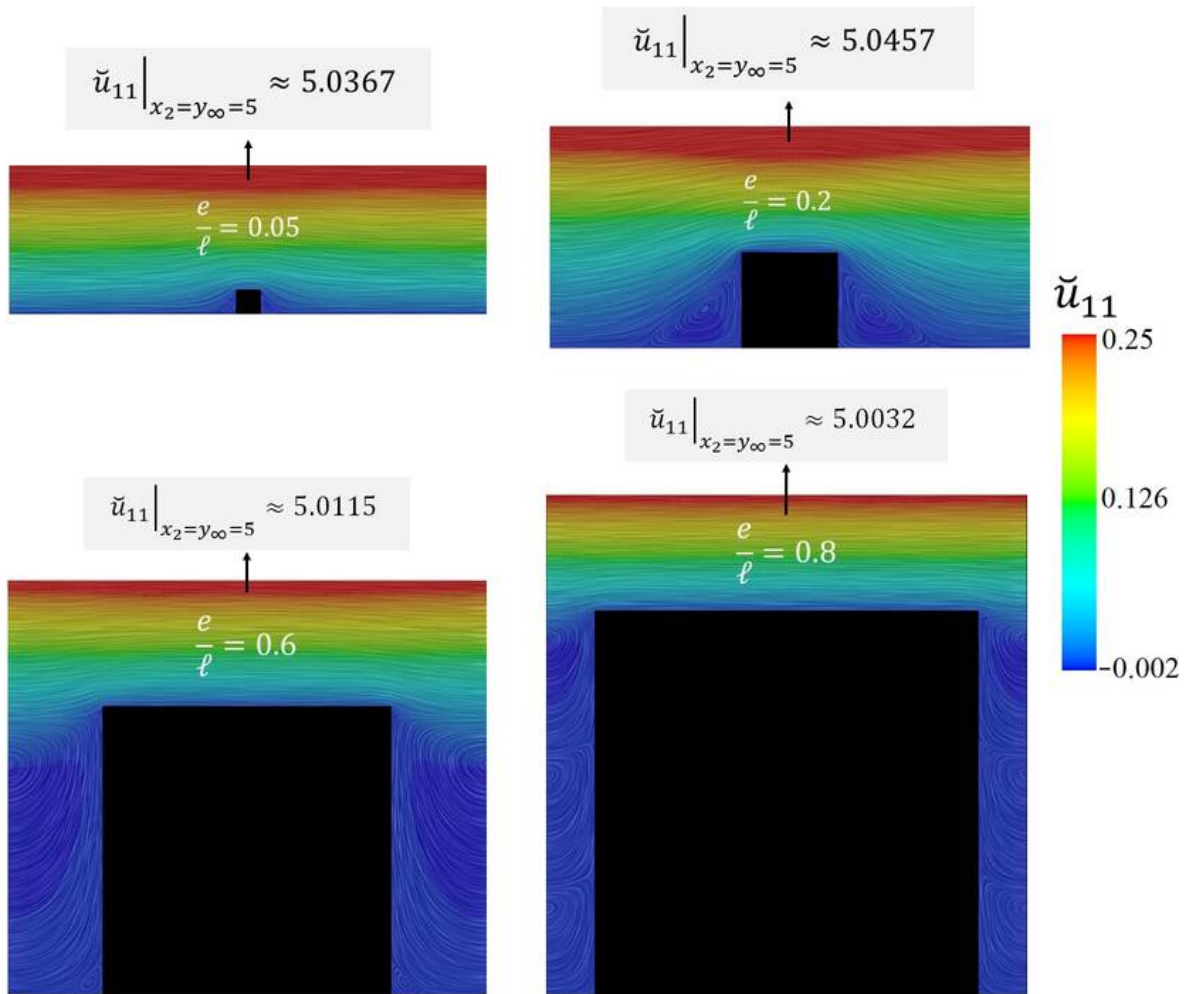 ŭ₁₁|ₓ₂₌y∞₌₅ ≈ 5.0367
e/ℓ = 0.05
ŭ₁₁|ₓ₂₌y∞₌₅ ≈ 5.0457
e/ℓ = 0.2
ŭ₁₁
0.25
0.126
-0.002
ŭ₁₁|ₓ₂₌y∞₌₅ ≈ 5.0115
e/ℓ = 0.6
ŭ₁₁|ₓ₂₌y∞₌₅ ≈ 5.0032
e/ℓ = 0.8